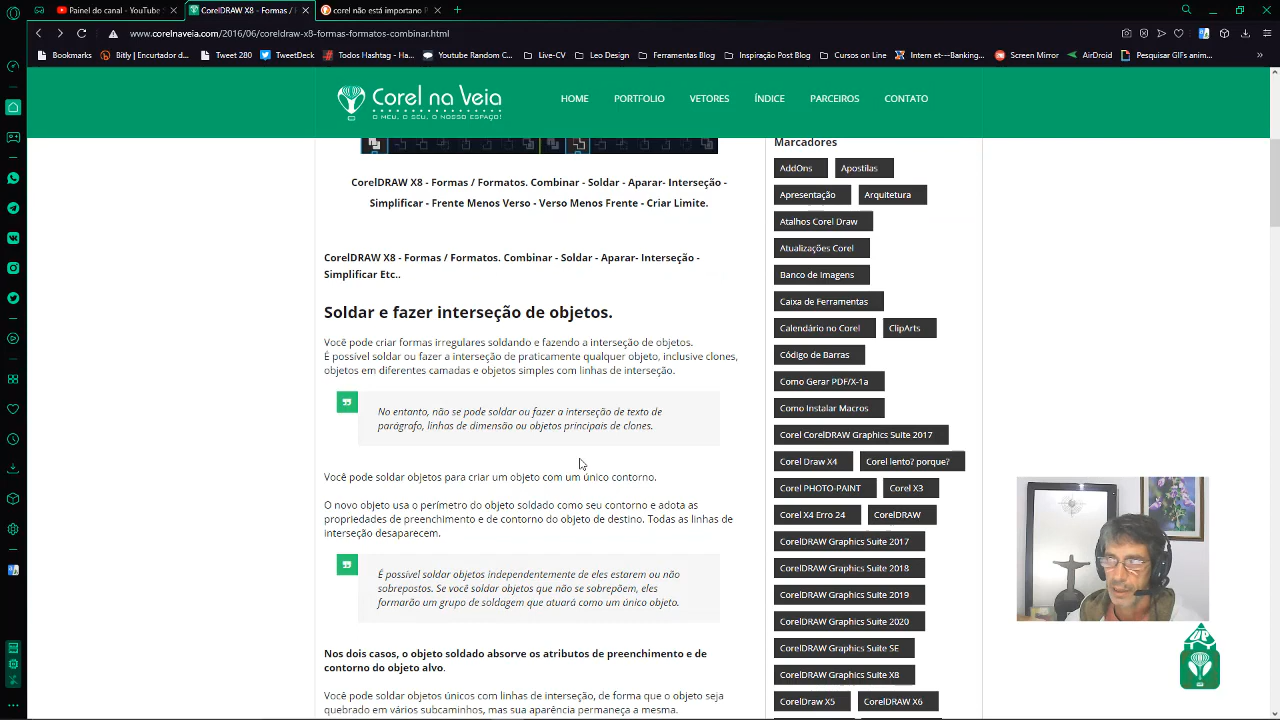 Painel do canal - YouTube S
CorelDRAW X8 - Formas / F
corel não está importano P
www.corelnaveia.com/2016/06/coreldraw-x8-formas-formatos-combinar.html
Bookmarks
Bitly | Encurtador d...
Tweet 280
TweetDeck
Todos Hashtag - Ha...
Youtube Random C...
Live-CV
Leo Design
Ferramentas Blog
Inspiração Post Blog
Cursos on Line
Intern et---Banking...
Screen Mirror
AirDroid
Pesquisar GIFs anim...
Corel na Veia
O MEU, O SEU, O NOSSO ESPAÇO!
HOME
PORTFOLIO
VETORES
ÍNDICE
PARCEIROS
CONTATO
CorelDRAW X8 - Formas / Formatos. Combinar - Soldar - Aparar- Interseção -
Simplificar - Frente Menos Verso - Verso Menos Frente - Criar Limite.
CorelDRAW X8 - Formas / Formatos. Combinar - Soldar - Aparar- Interseção -
Simplificar Etc..
Soldar e fazer interseção de objetos.
Você pode criar formas irregulares soldando e fazendo a interseção de objetos.
É possível soldar ou fazer a interseção de praticamente qualquer objeto, inclusive clones,
objetos em diferentes camadas e objetos simples com linhas de interseção.
No entanto, não se pode soldar ou fazer a interseção de texto de
parágrafo, linhas de dimensão ou objetos principais de clones.
Você pode soldar objetos para criar um objeto com um único contorno.
O novo objeto usa o perímetro do objeto soldado como seu contorno e adota as
propriedades de preenchimento e de contorno do objeto de destino. Todas as linhas de
interseção desaparecem.
É possível soldar objetos independentemente de eles estarem ou não
sobrepostos. Se você soldar objetos que não se sobrepõem, eles
formarão um grupo de soldagem que atuará como um único objeto.
Nos dois casos, o objeto soldado absorve os atributos de preenchimento e de
contorno do objeto alvo.
Você pode soldar objetos únicos com linhas de interseção, de forma que o objeto seja
quebrado em vários subcaminhos, mas sua aparência permaneça a mesma.
Marcadores
AddOns
Apostilas
Apresentação
Arquitetura
Atalhos Corel Draw
Atualizações Corel
Banco de Imagens
Caixa de Ferramentas
Calendário no Corel
ClipArts
Código de Barras
Como Gerar PDF/X-1a
Como Instalar Macros
Corel CorelDRAW Graphics Suite 2017
Corel Draw X4
Corel lento? porque?
Corel PHOTO-PAINT
Corel X3
Corel X4 Erro 24
CorelDRAW
CorelDRAW Graphics Suite 2017
CorelDRAW Graphics Suite 2018
CorelDRAW Graphics Suite 2019
CorelDRAW Graphics Suite 2020
CorelDRAW Graphics Suite SE
CorelDRAW Graphics Suite X8
CorelDraw X5
CorelDRAW X6